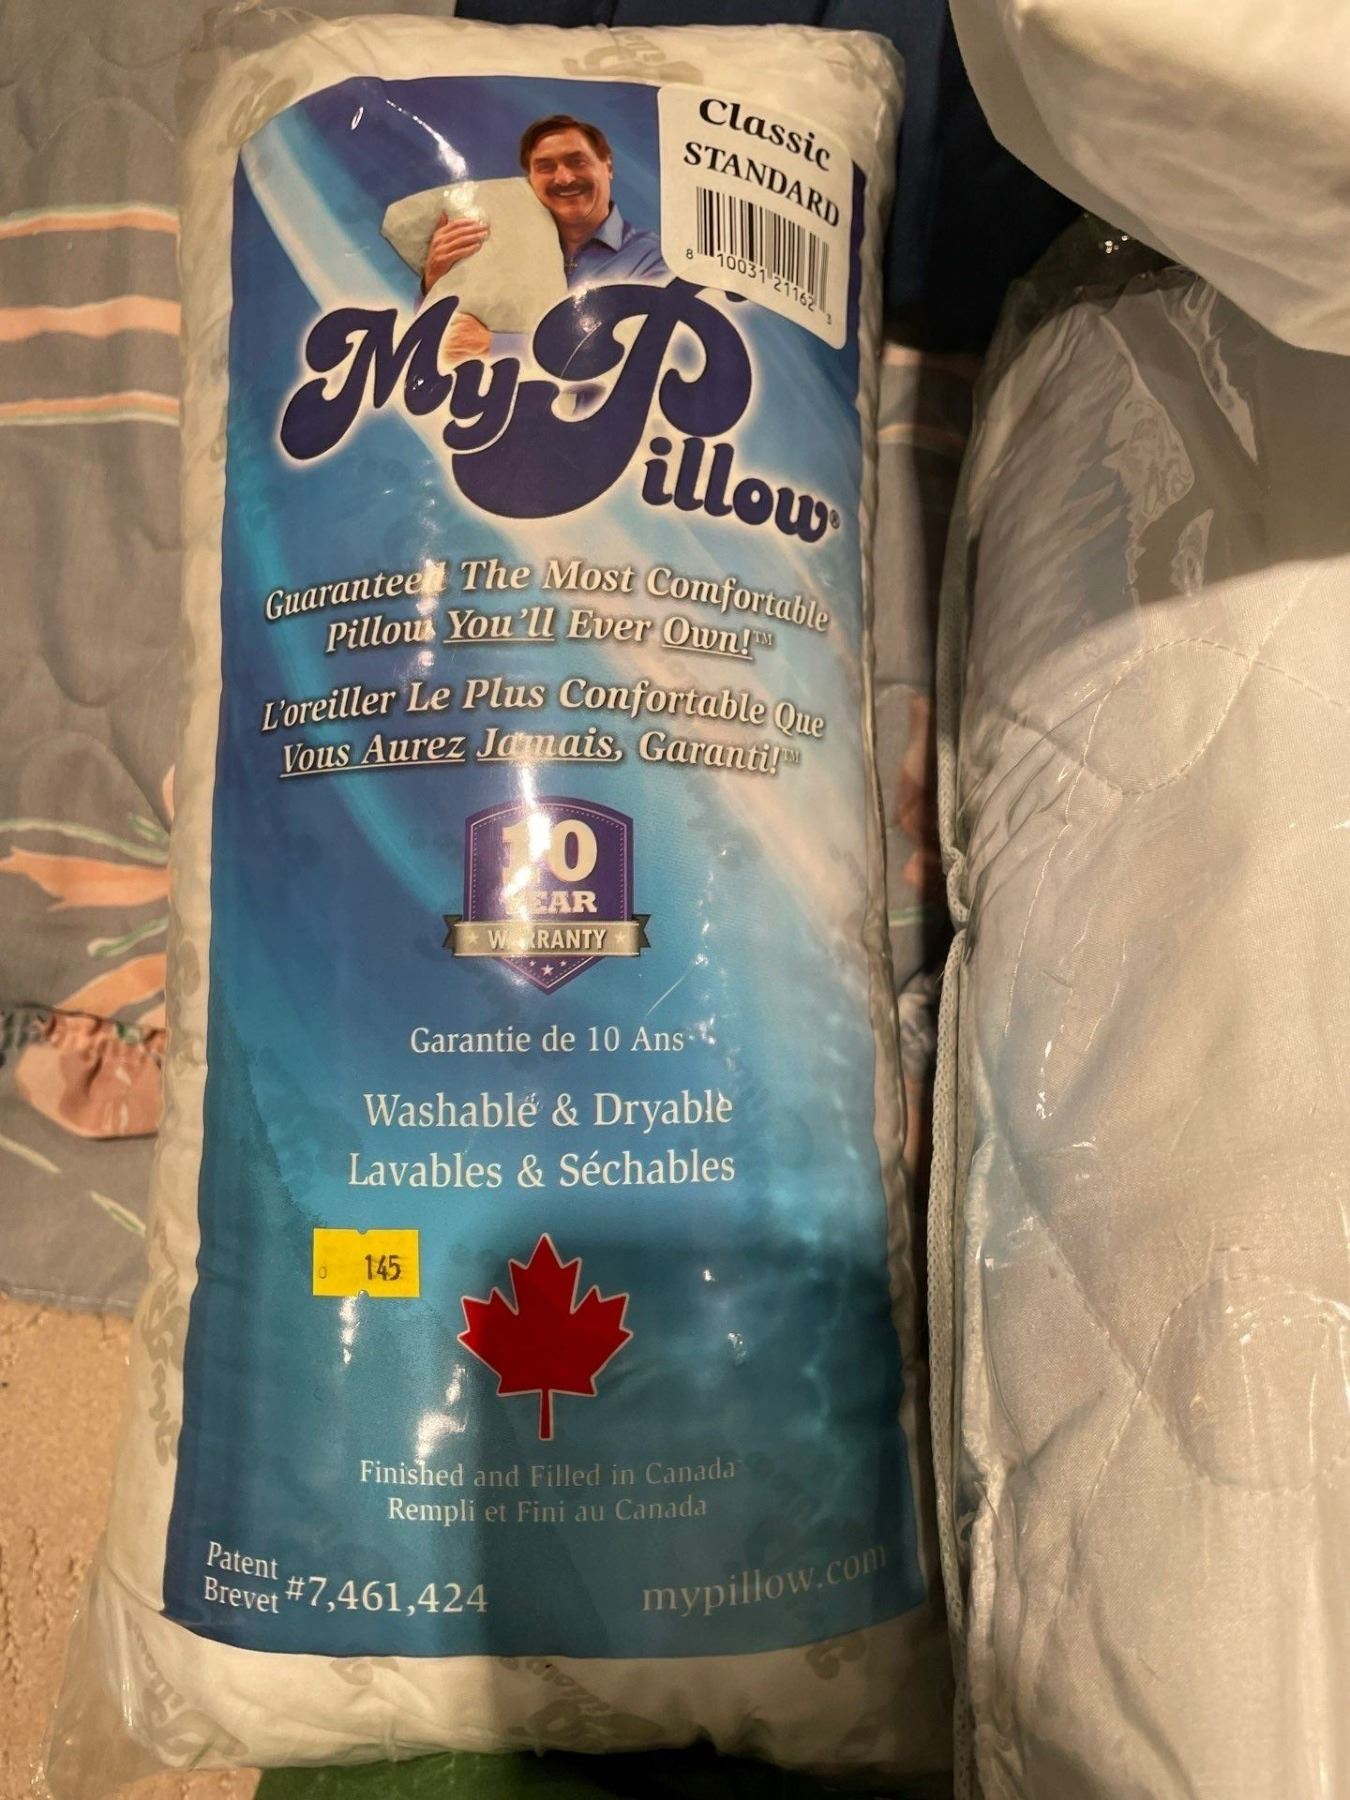 Classic
STANDARD
8 10031 21162 3
MyPillow®
Guaranteed The Most Comfortable
Pillow You'll Ever Own!™
L'oreiller Le Plus Confortable Que
Vous Aurez Jamais, Garanti!™
10
YEAR
WARRANTY
Garantie de 10 Ans
Washable & Dryable
Lavables & Séchables
145
Finished and Filled in Canada
Rempli et Fini au Canada
Patent
Brevet #7,461,424
mypillow.com